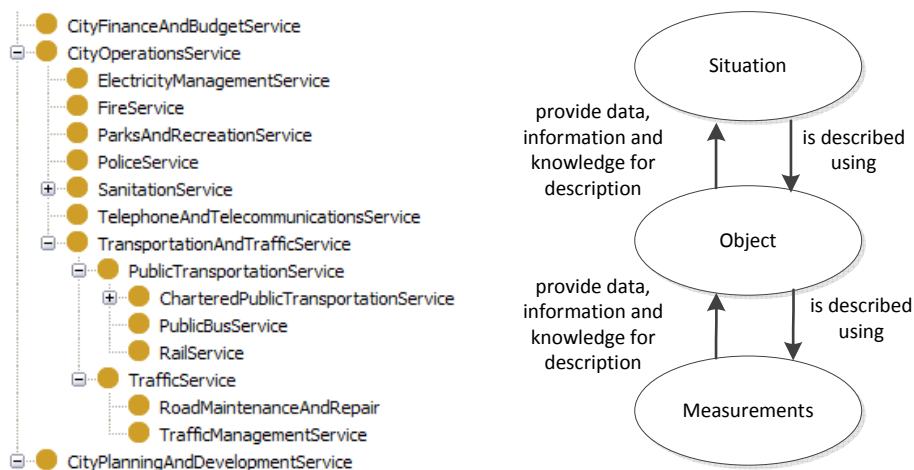 CityFinanceAndBudgetService
CityOperationsService
ElectricityManagementService
FireService
ParksAndRecreationService
PoliceService
SanitationService
TelephoneAndTelecommunicationsService
TransportationAndTrafficService
PublicTransportationService
CharteredPublicTransportationService
PublicBusService
RailService
TrafficService
RoadMaintenanceAndRepair
TrafficManagementService
CityPlanningAndDevelopmentService
Situation
provide data,
information and
knowledge for
description
is described
using
Object
provide data,
information and
knowledge for
description
is described
using
Measurements